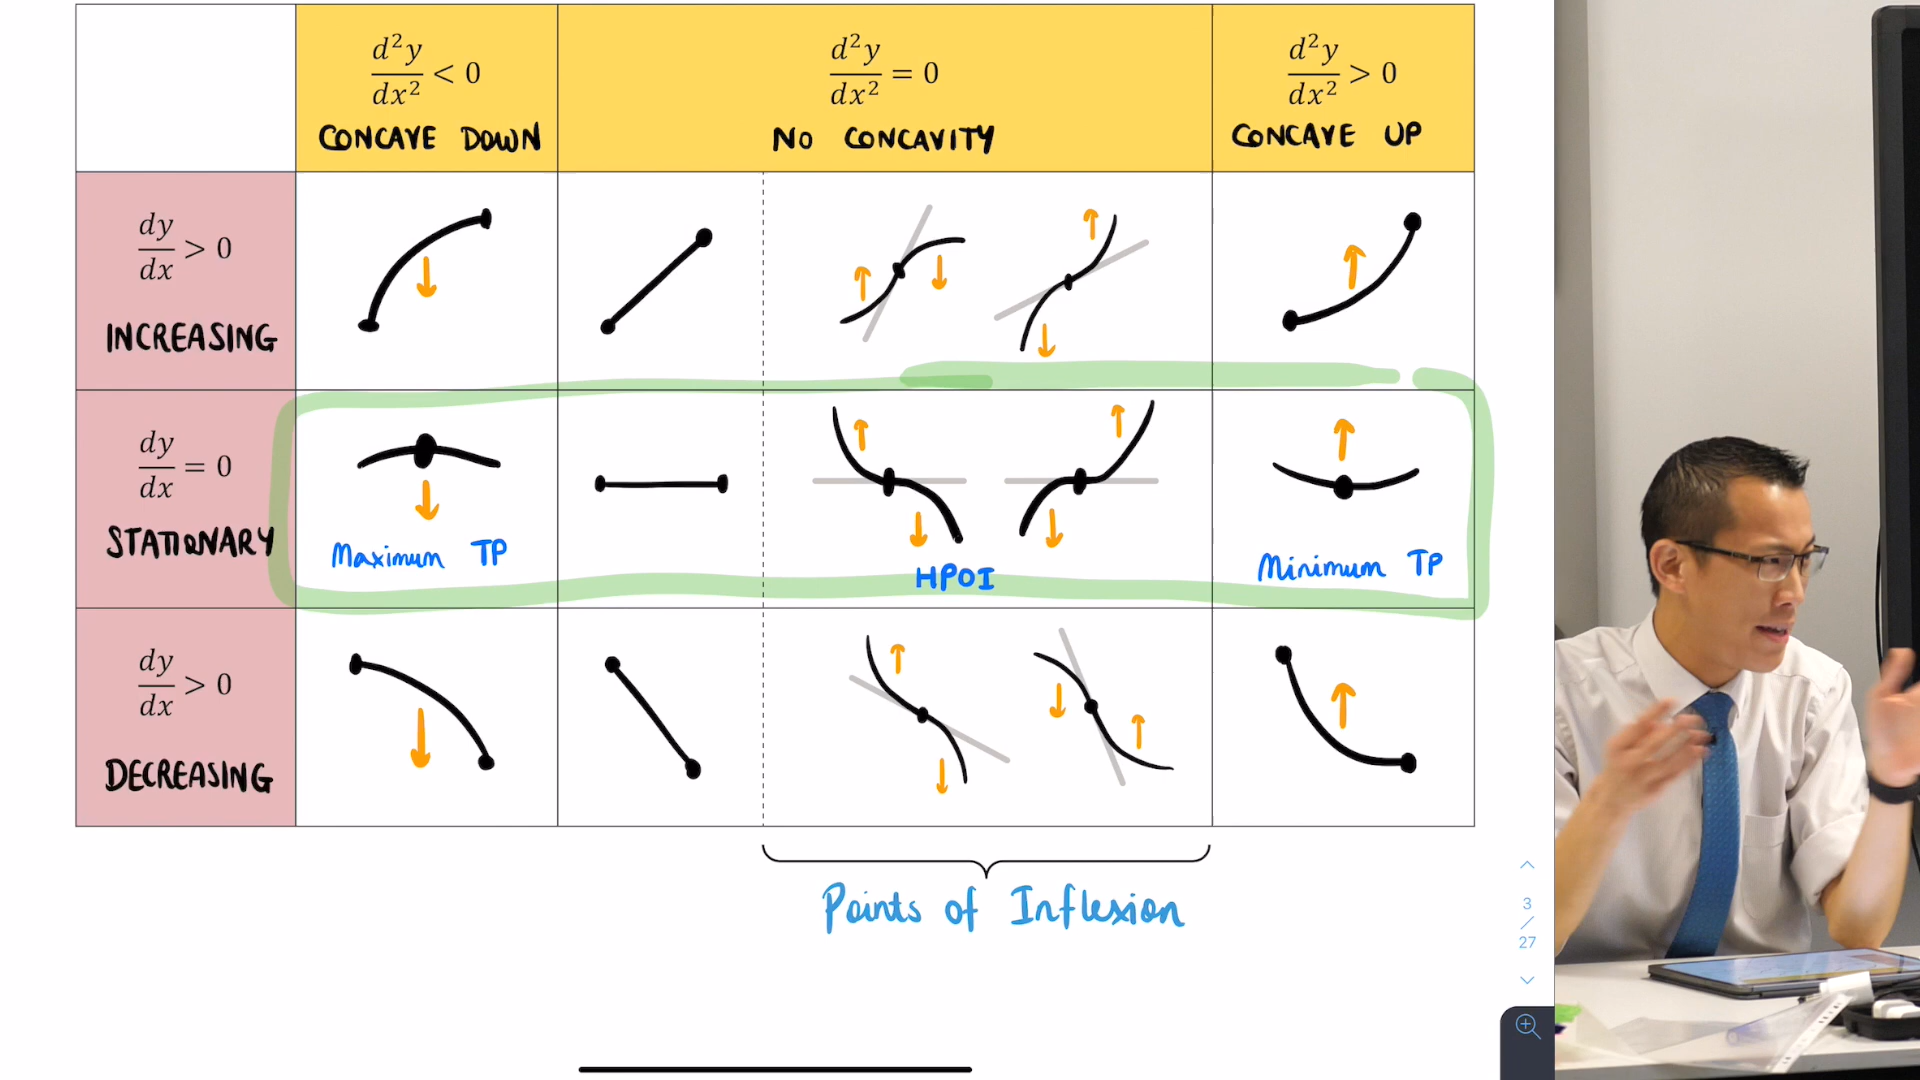 d²y/dx² < 0
CONCAVE DOWN
d²y/dx² = 0
NO CONCAVITY
d²y/dx² > 0
CONCAVE UP
dy/dx > 0
INCREASING
dy/dx = 0
STATIONARY
Maximum TP
HPOI
Minimum TP
dy/dx > 0
DECREASING
Points of Inflexion
3
/
27